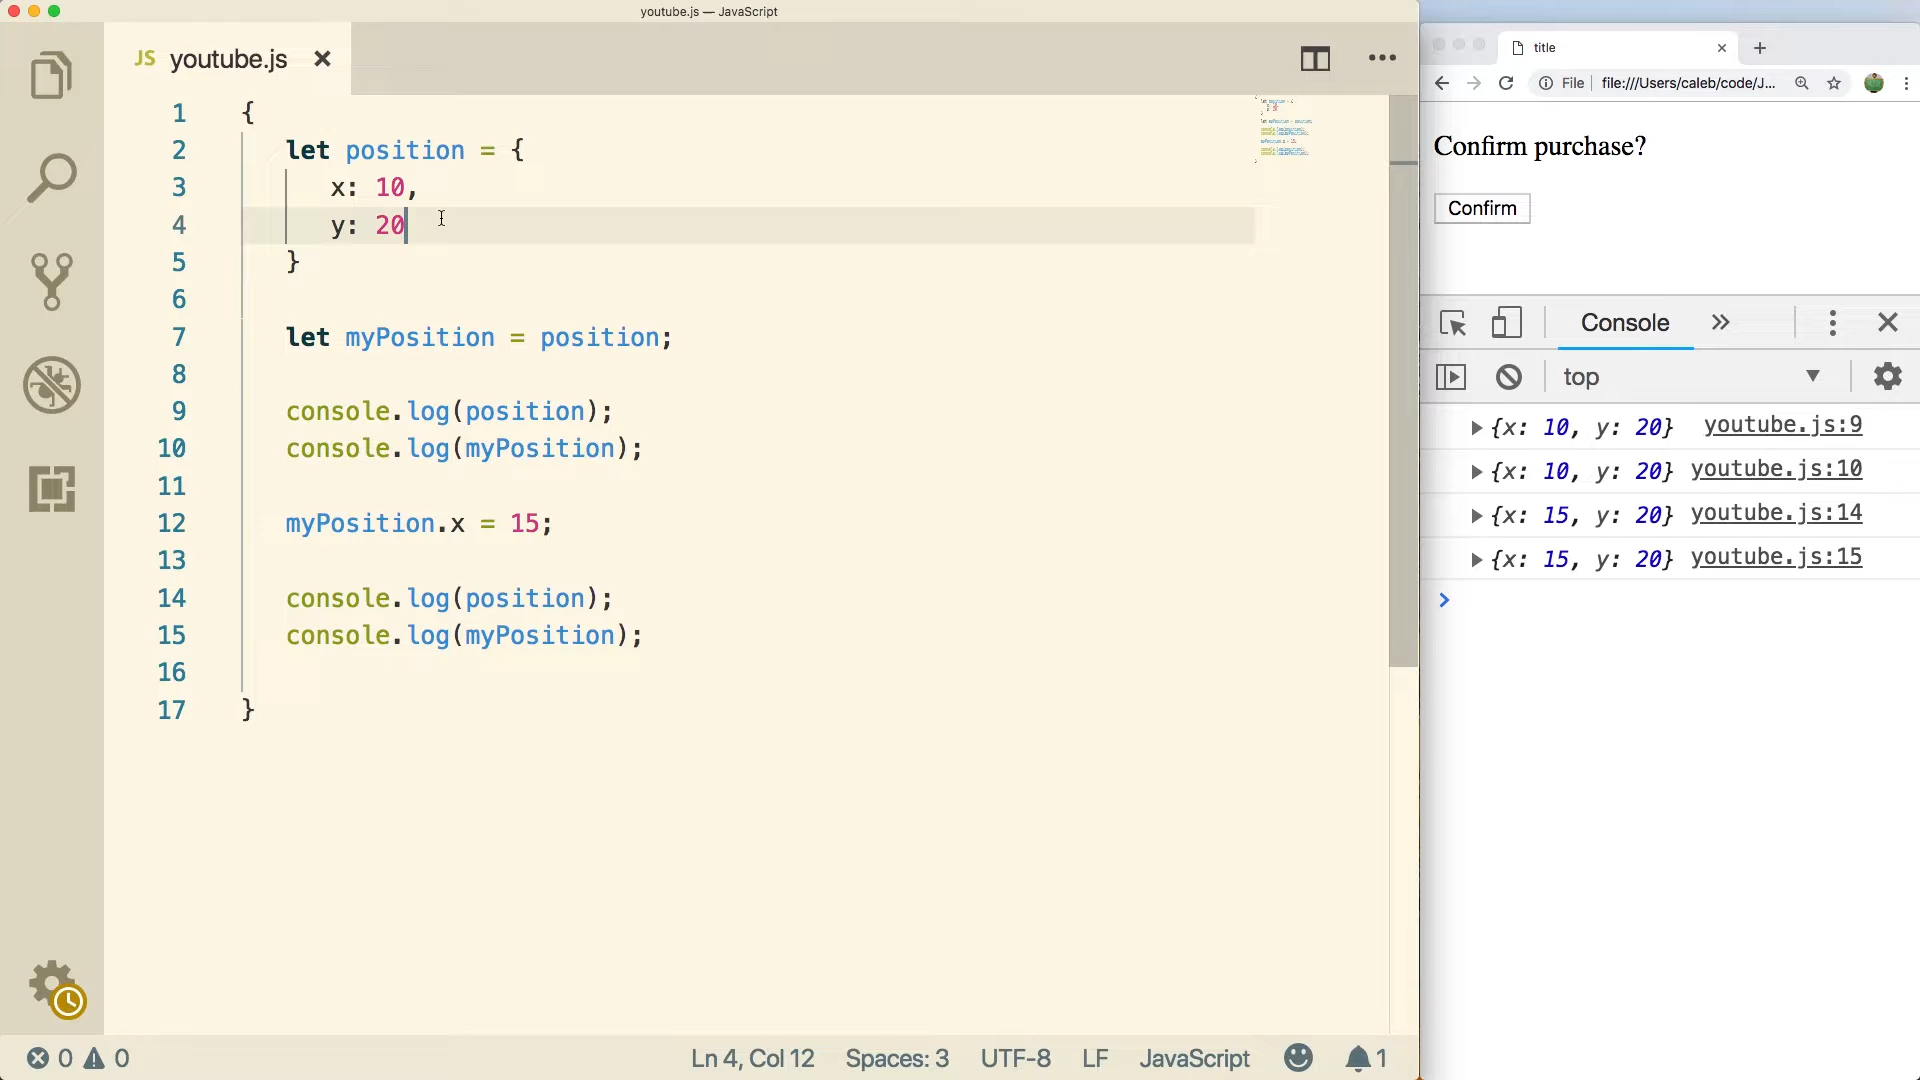 youtube.js — JavaScript
JS youtube.js
1 {
2 let position = {
3 x: 10,
4 y: 20
5 }
6
7 let myPosition = position;
8
9 console.log(position);
10 console.log(myPosition);
11
12 myPosition.x = 15;
13
14 console.log(position);
15 console.log(myPosition);
16
17 }
0 0
Ln 4, Col 12 Spaces: 3 UTF-8 LF JavaScript 1
title
File file:///Users/caleb/code/J...
Confirm purchase?
Confirm
Console
top
{x: 10, y: 20} youtube.js:9
{x: 10, y: 20} youtube.js:10
{x: 15, y: 20} youtube.js:14
{x: 15, y: 20} youtube.js:15